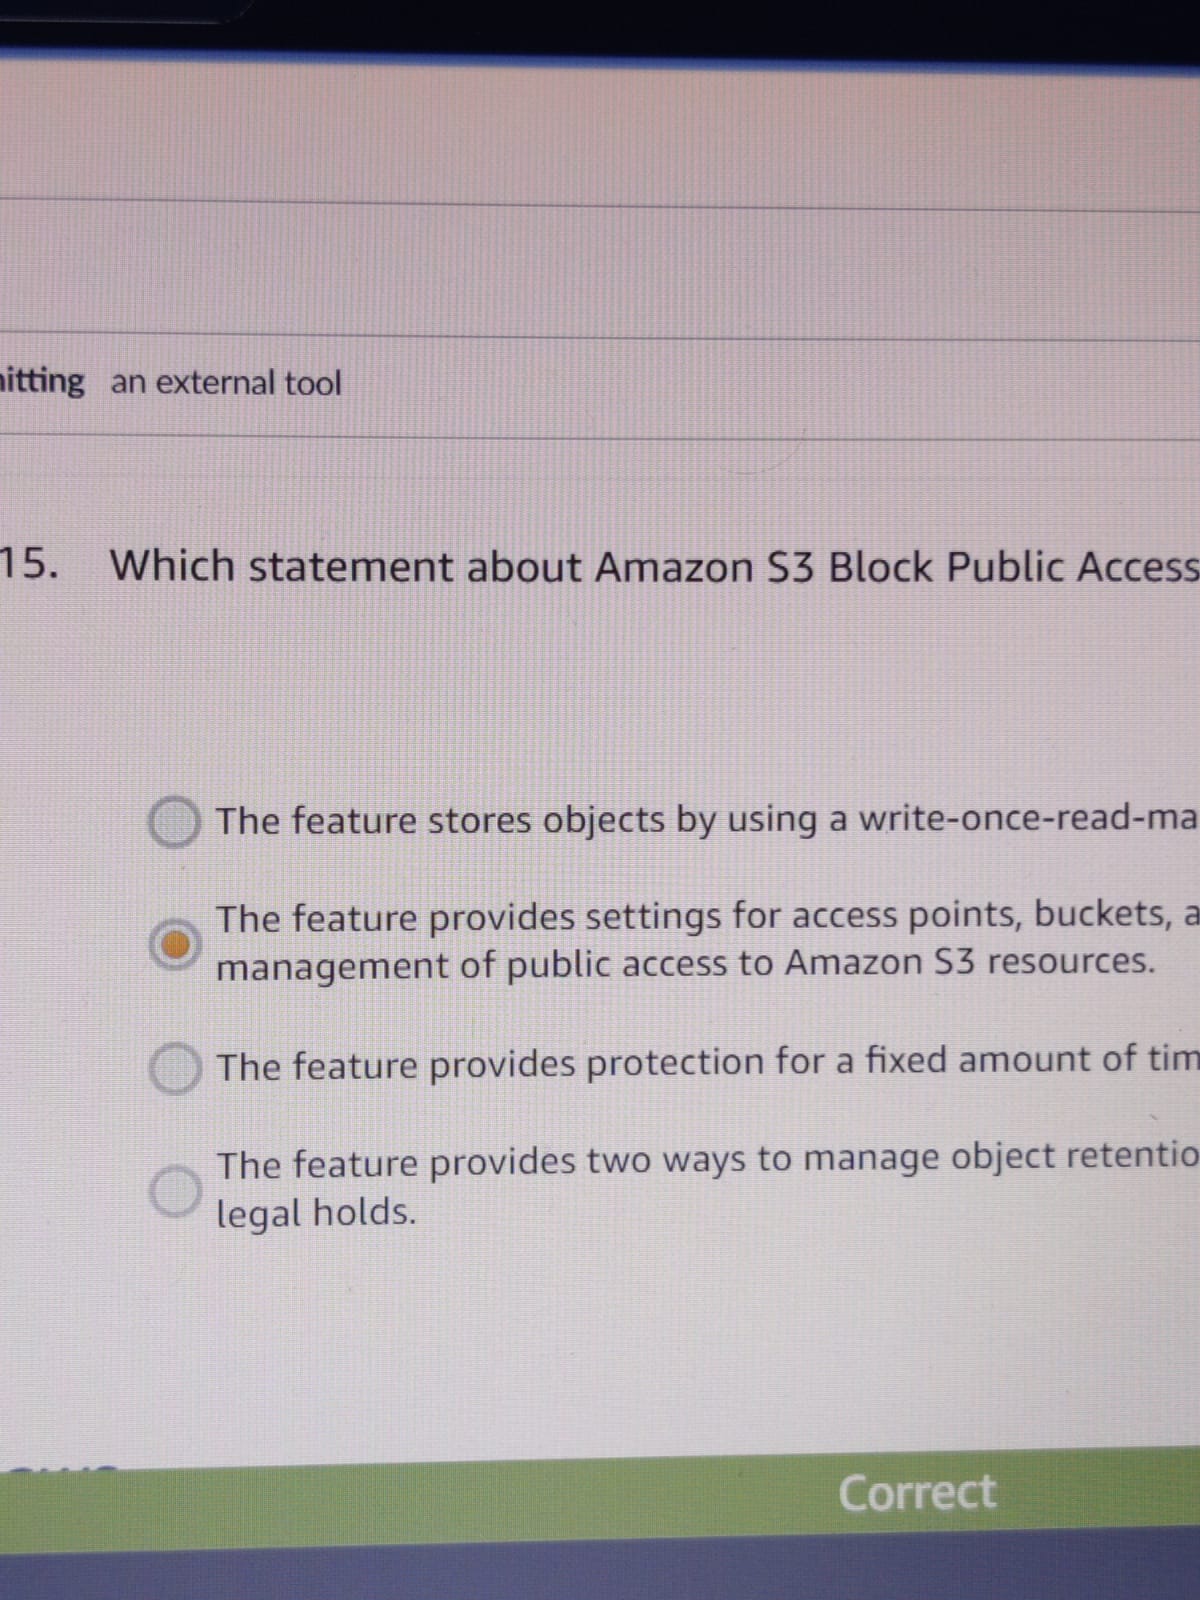 an external tool
15. Which statement about Amazon S3 Block Public Access
The feature stores objects by using a write-once-read-ma
The feature provides settings for access points, buckets, a
management of public access to Amazon S3 resources.
The feature provides protection for a fixed amount of tim
The feature provides two ways to manage object retentio
legal holds.
Correct